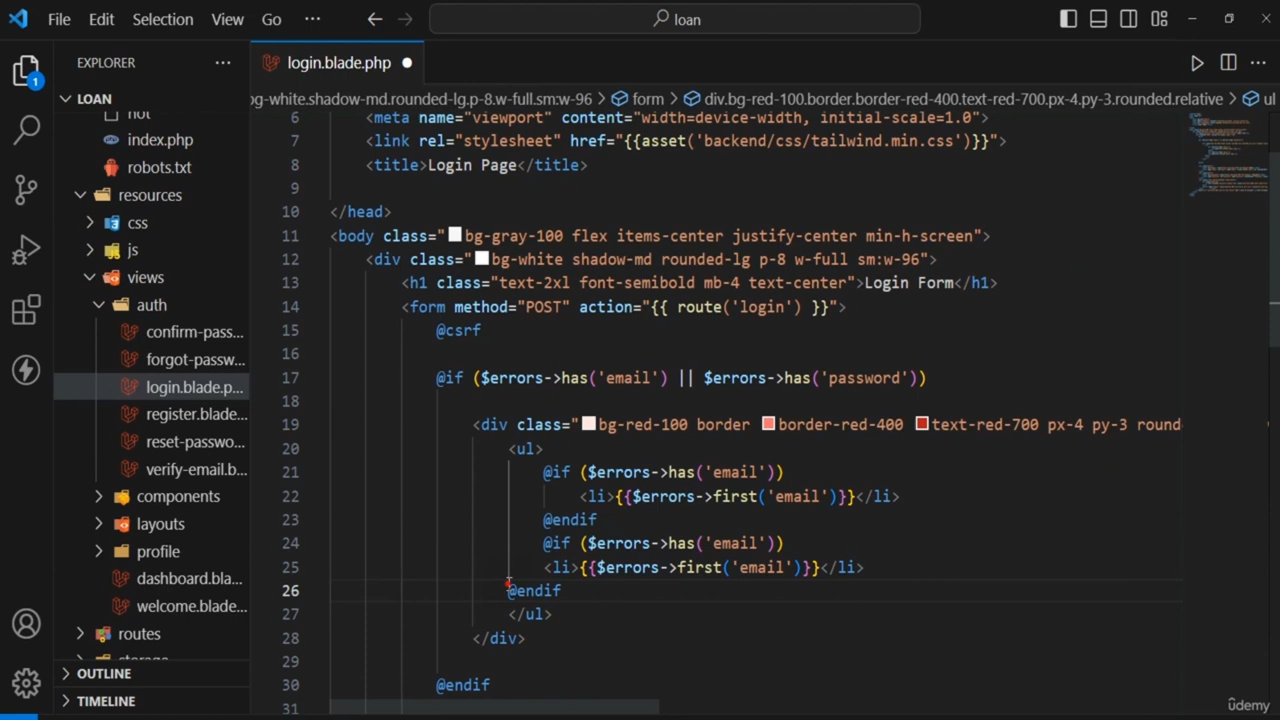 File Edit Selection View Go ··· loan
EXPLORER ···
login.blade.php
LOAN
bg-white.shadow-md.rounded-lg.p-8.w-full.sm:w-96 > form > div.bg-red-100.border.border-red-400.text-red-700.px-4.py-3.rounded.relative > ul
1
hot
index.php
robots.txt
resources
css
js
views
auth
confirm-pass...
forgot-passw...
login.blade.p...
register.blade...
reset-passwo...
verify-email.b...
components
layouts
profile
dashboard.bla...
welcome.blade...
routes
storage
OUTLINE
TIMELINE
6 <meta name="viewport" content="width=device-width, initial-scale=1.0">
7 <link rel="stylesheet" href="{{asset('backend/css/tailwind.min.css')}}">
8 <title>Login Page</title>
9
10 </head>
11 <body class="bg-gray-100 flex items-center justify-center min-h-screen">
12 <div class="bg-white shadow-md rounded-lg p-8 w-full sm:w-96">
13 <h1 class="text-2xl font-semibold mb-4 text-center">Login Form</h1>
14 <form method="POST" action="{{ route('login') }}">
15 @csrf
16
17 @if ($errors->has('email') || $errors->has('password'))
18
19 <div class="bg-red-100 border border-red-400 text-red-700 px-4 py-3 round
20 <ul>
21 @if ($errors->has('email'))
22 <li>{{$errors->first('email')}}</li>
23 @endif
24 @if ($errors->has('email'))
25 <li>{{$errors->first('email')}}</li>
26 @endif
27 </ul>
28 </div>
29
30 @endif
31
ûdemy